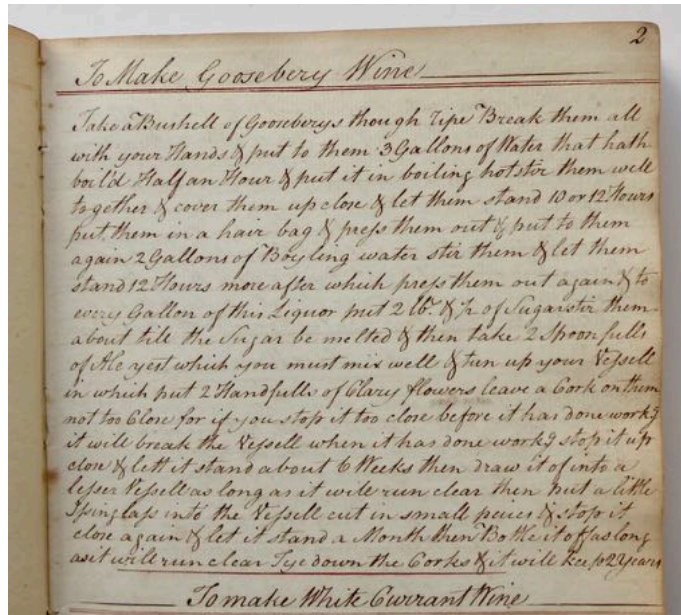 2
To Make Goosebery Wine
Take a Bushell of Gooseberys though ripe Break them all
with your Hands & put to them 3 Gallons of Water that hath
boil'd Half an Hour & put it in boiling hot stir them well
together & cover them up close & let them stand 10 or 12 Hours
put them in a hair bag & press them out & put to them
again 2 Gallons of Boyling water stir them & let them
stand 12 Hours more after which press them out again & to
every Gallon of this Liquor put 2 lb. & ½ of Sugar stir them
about till the Sugar be melted & then take 2 Spoonfulls
of Ale yest which you must mix well & tun up your Vessell
in which put 2 Handfulls of Clary flowers leave a Cork on them
not too Close for if you stop it too close before it has done work.g
it will break the Vessell when it has done work.g stop it up
close & lett it stand about 6 Weeks then draw it of into a
lesser Vessell as long as it will run clear then put a little
Ising lass into the Vessell cut in small peices & stop it
close again & let it stand a Month then Bottle it off as long
as it will run clear Tye down the Corks & it will keep 2 Years
To make White Currant Wine